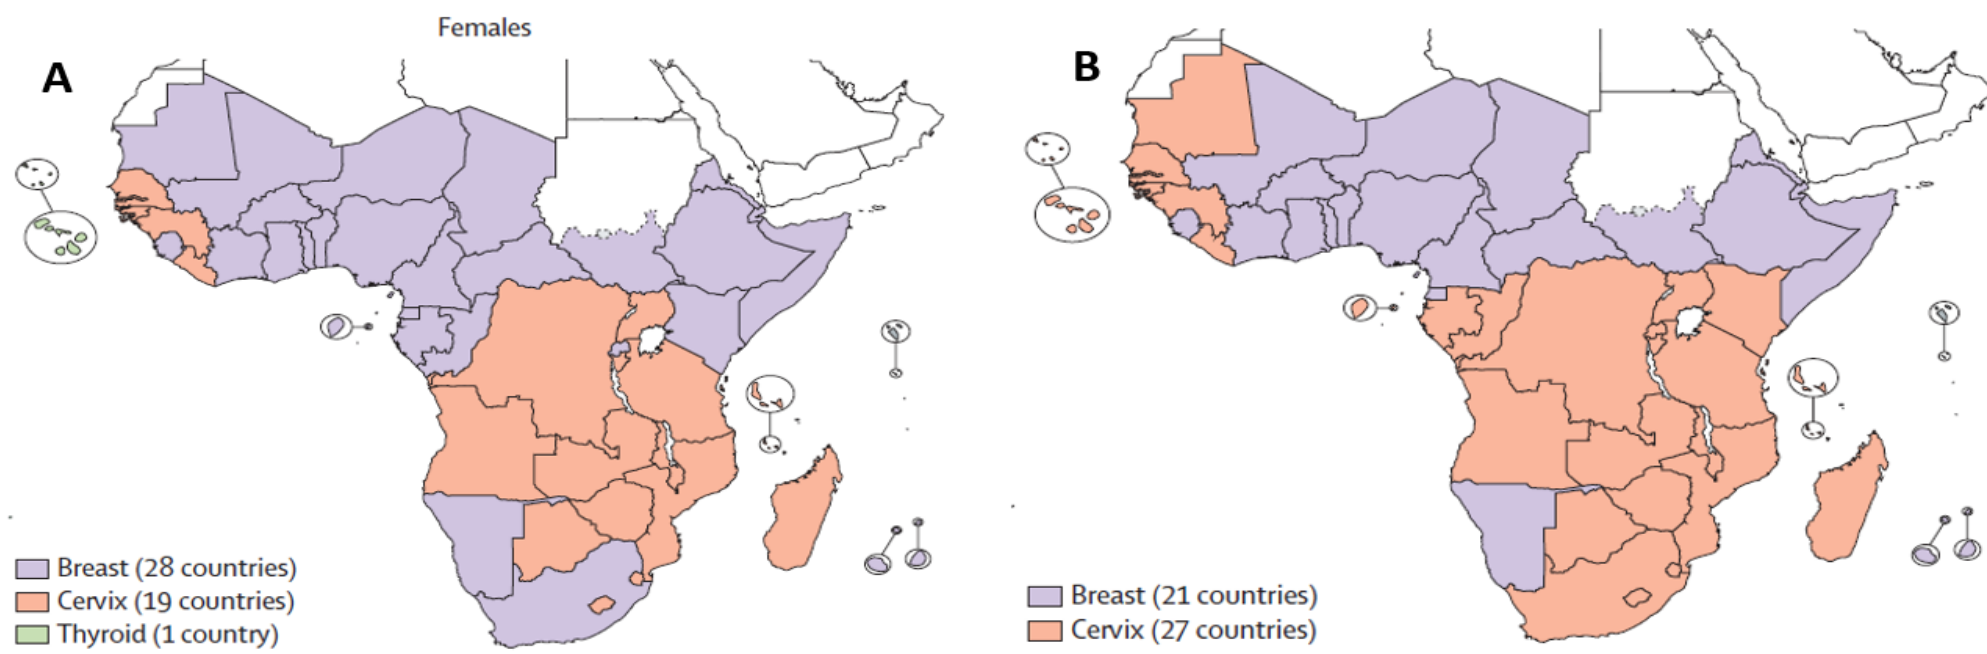 Females
A
Breast (28 countries)
Cervix (19 countries)
Thyroid (1 country)
B
Breast (21 countries)
Cervix (27 countries)